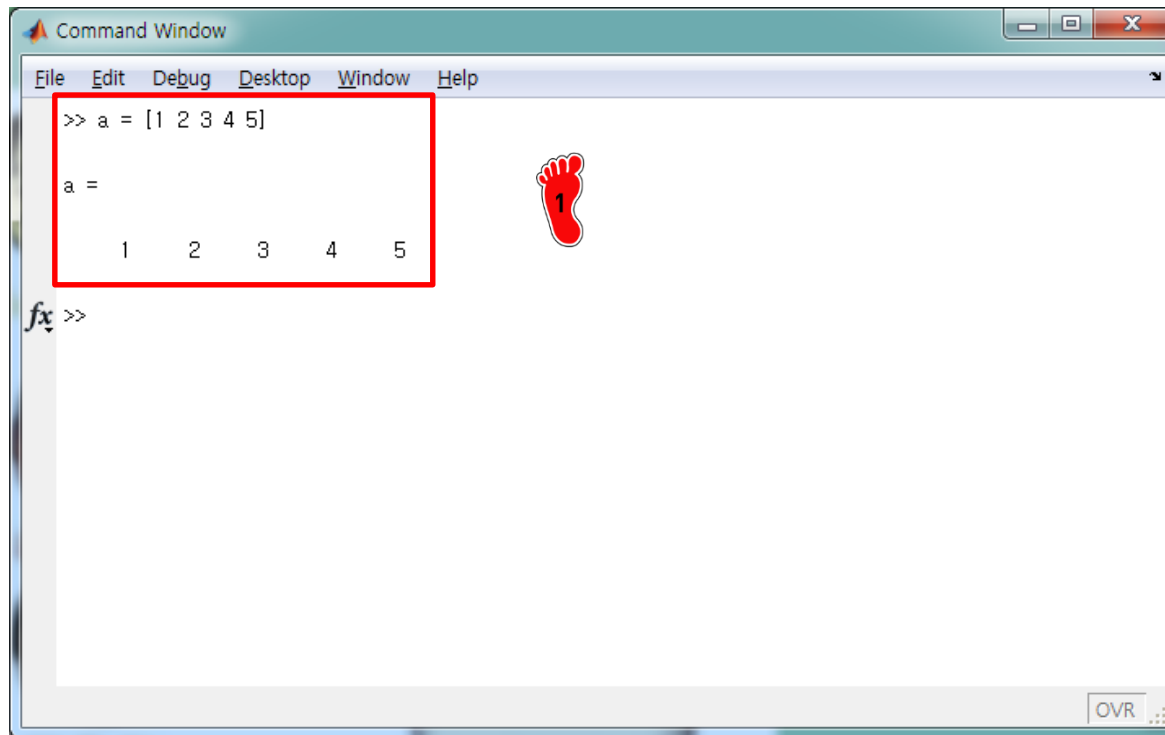 Command Window
File Edit Debug Desktop Window Help
>> a = [1 2 3 4 5]
a =
1 2 3 4 5
1
fx >>
OVR